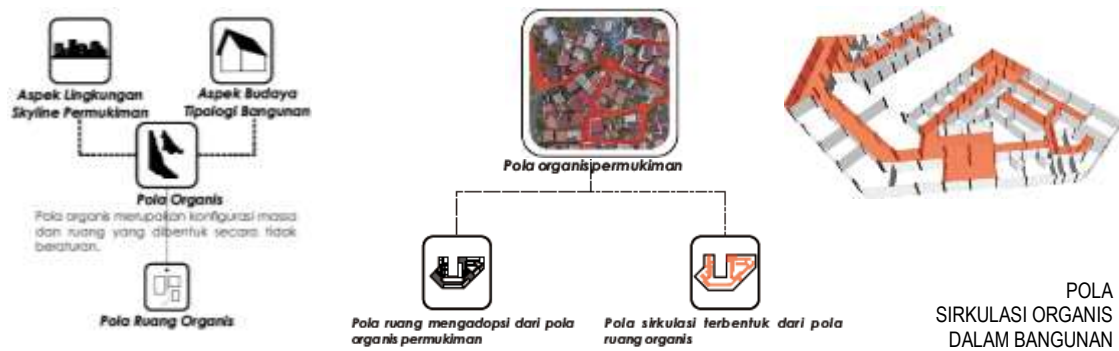 Aspek Lingkungan
Skyline Permukiman
Aspek Budaya
Tipologi Bangunan
Pola Organis
Pola organis merupakan konfigurasi massa
dan ruang yang dibentuk secara tidak
beraturan.
Pola Ruang Organis
Pola organis permukiman
Pola ruang mengadopsi dari pola
organis permukiman
Pola sirkulasi terbentuk dari pola
ruang organis
POLA
SIRKULASI ORGANIS
DALAM BANGUNAN